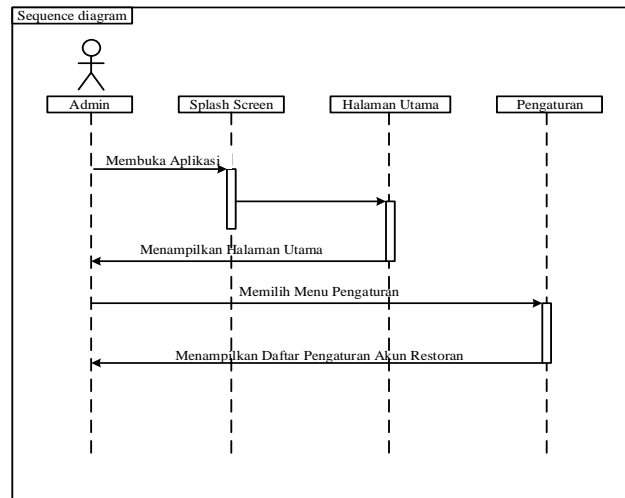 Sequence diagram
Admin
Splash Screen
Halaman Utama
Pengaturan
Membuka Aplikasi
Menampilkan Halaman Utama
Memilih Menu Pengaturan
Menampilkan Daftar Pengaturan Akun Restoran